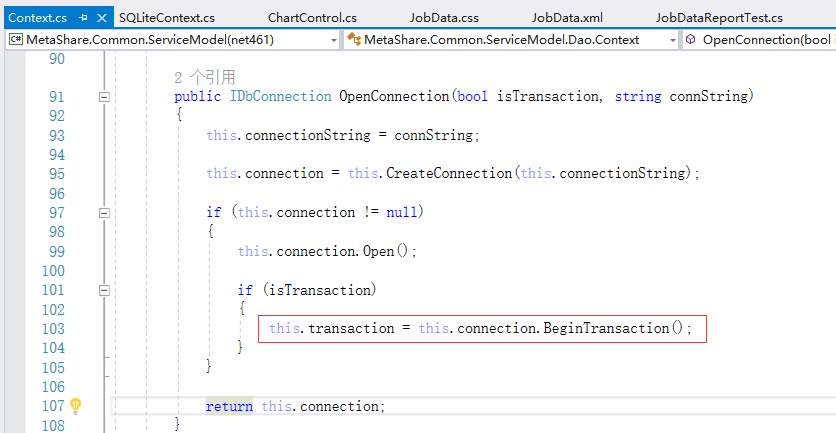 Context.cs SQLiteContext.cs ChartControl.cs JobData.css JobData.xml JobDataReportTest.cs
C# MetaShare.Common.ServiceModel(net461) MetaShare.Common.ServiceModel.Dao.Context OpenConnection(bool i
90
2 个引用
91 public IDbConnection OpenConnection(bool isTransaction, string connString)
92 {
93 this.connectionString = connString;
94
95 this.connection = this.CreateConnection(this.connectionString);
96
97 if (this.connection != null)
98 {
99 this.connection.Open();
100
101 if (isTransaction)
102 {
103 this.transaction = this.connection.BeginTransaction();
104 }
105 }
106
107 return this.connection;
108 }